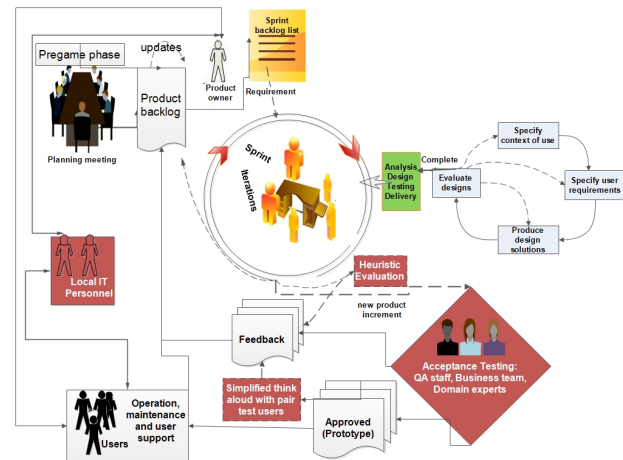 Pregame phase
updates
Product
backlog
Planning meeting
Product
owner
Sprint
backlog list
Requirement
Sprint
Iterations
Analysis
Design
Testing
Delivery
Complete
Specify
context of use
Evaluate
designs
Specify user
requirements
Produce
design
solutions
Local IT
Personnel
Heuristic
Evaluation
new product
increment
Feedback
Acceptance Testing:
QA staff, Business team,
Domain experts
Simplified think
aloud with pair
test users
Approved
(Prototype)
Operation,
maintenance
and user
support
Users